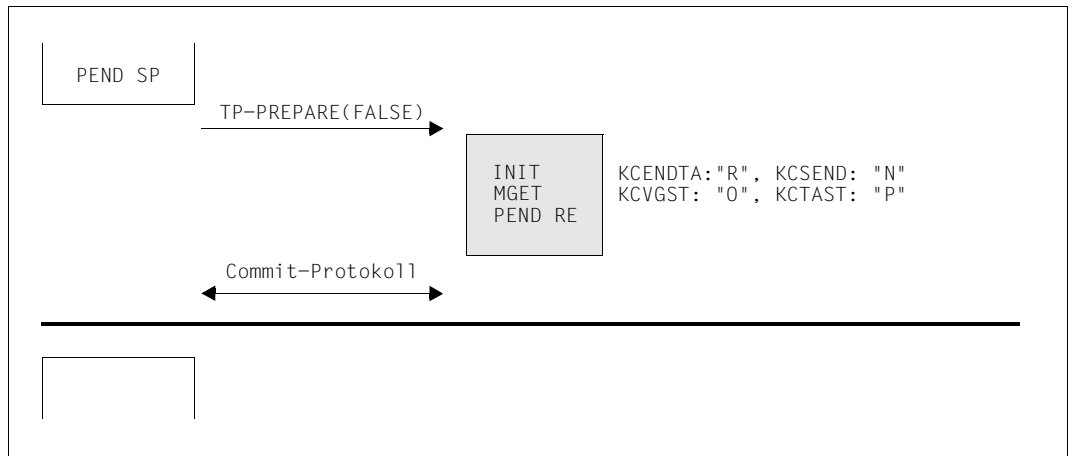 PEND SP
TP-PREPARE(FALSE)
INIT KCENDTA:"R", KCSEND: "N"
MGET KCVGST: "O", KCTAST: "P"
PEND RE
Commit-Protokoll